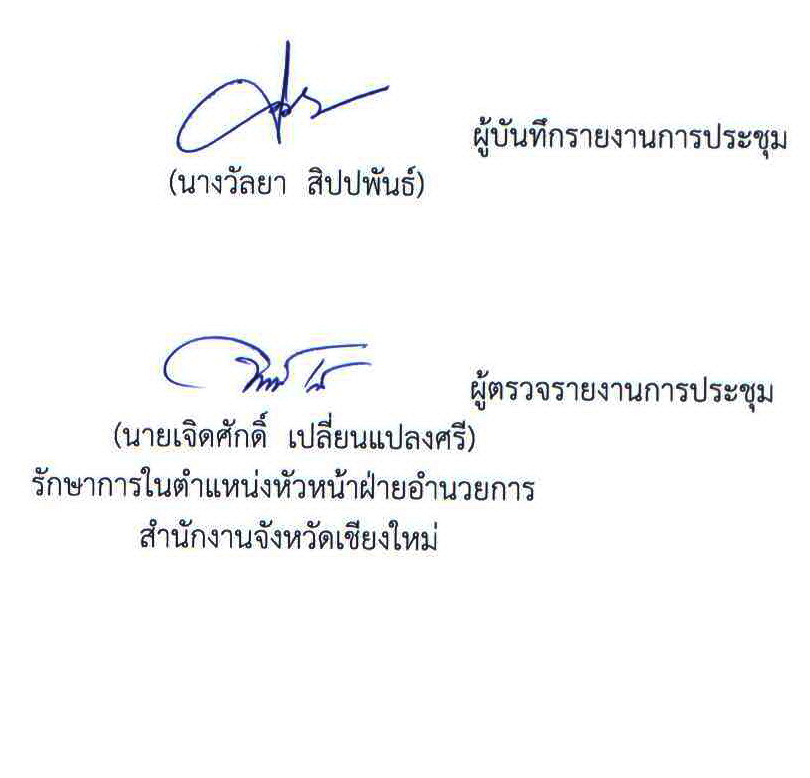 ผู้บันทึกรายงานการประชุม
(นางวัลยา สิปปพันธ์)
ผู้ตรวจรายงานการประชุม
(นายเจิดศักดิ์ เปลี่ยนแปลงศรี)
รักษาการในตำแหน่งหัวหน้าฝ่ายอำนวยการ
สำนักงานจังหวัดเชียงใหม่